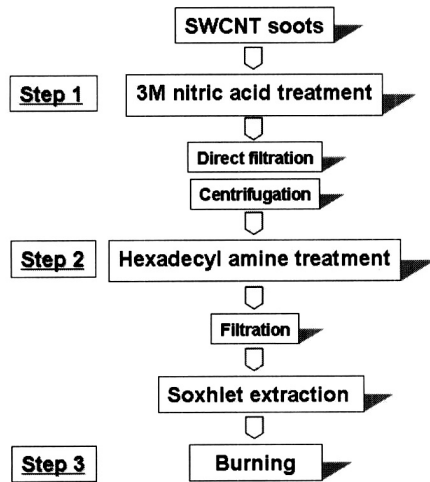 SWCNT soots
Step 1 3M nitric acid treatment
Direct filtration
Centrifugation
Step 2 Hexadecyl amine treatment
Filtration
Soxhlet extraction
Step 3 Burning